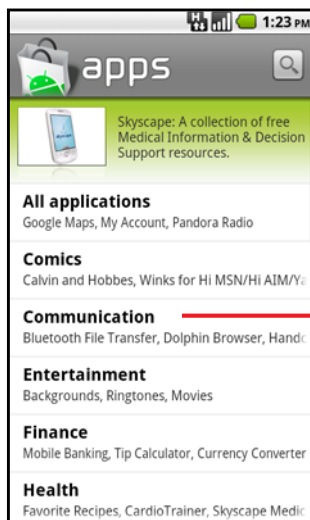 H 1:23 PM
apps
Skyscape: A collection of free
Medical Information & Decision
Support resources.
All applications
Google Maps, My Account, Pandora Radio
Comics
Calvin and Hobbes, Winks for Hi MSN/Hi AIM/Ya
Communication
Bluetooth File Transfer, Dolphin Browser, Handc
Entertainment
Backgrounds, Ringtones, Movies
Finance
Mobile Banking, Tip Calculator, Currency Converter
Health
Favorite Recipes, CardioTrainer, Skyscape Medic